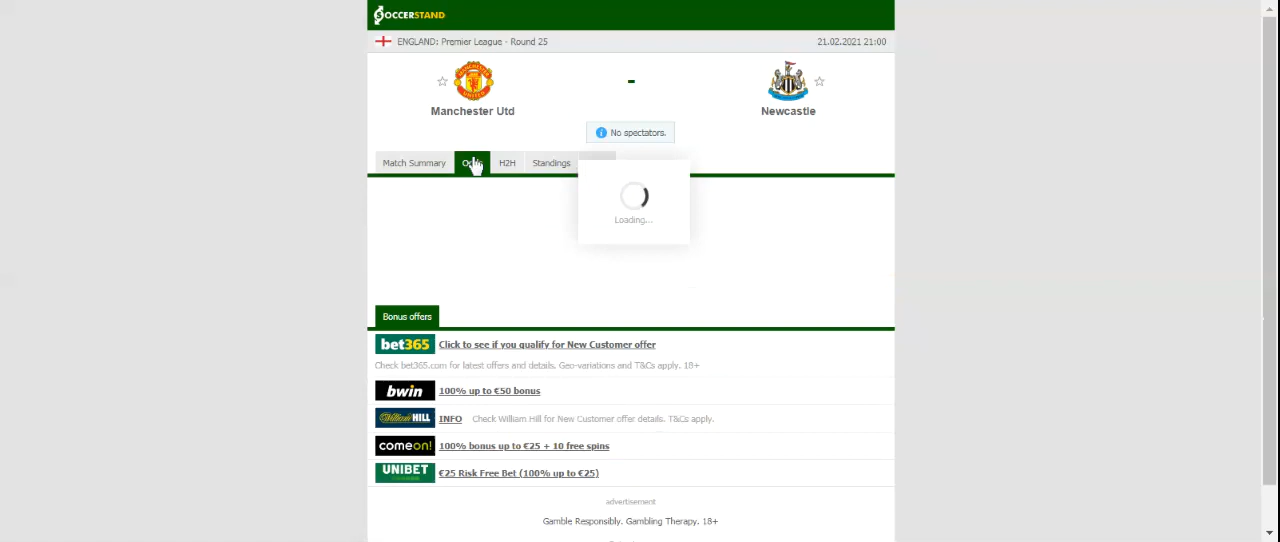 SOCCERSTAND
ENGLAND: Premier League - Round 25
21.02.2021 21:00
-
Manchester Utd
Newcastle
No spectators.
Match Summary
H2H
Standings
Loading...
Bonus offers
bet365 Click to see if you qualify for New Customer offer
Check bet365.com for latest offers and details. Geo-variations and T&Cs apply. 18+
bwin 100% up to €50 bonus
William HILL INFO Check William Hill for New Customer offer details. T&Cs apply.
comeon! 100% bonus up to €25 + 10 free spins
UNIBET €25 Risk Free Bet (100% up to €25)
advertisement
Gamble Responsibly. Gambling Therapy. 18+